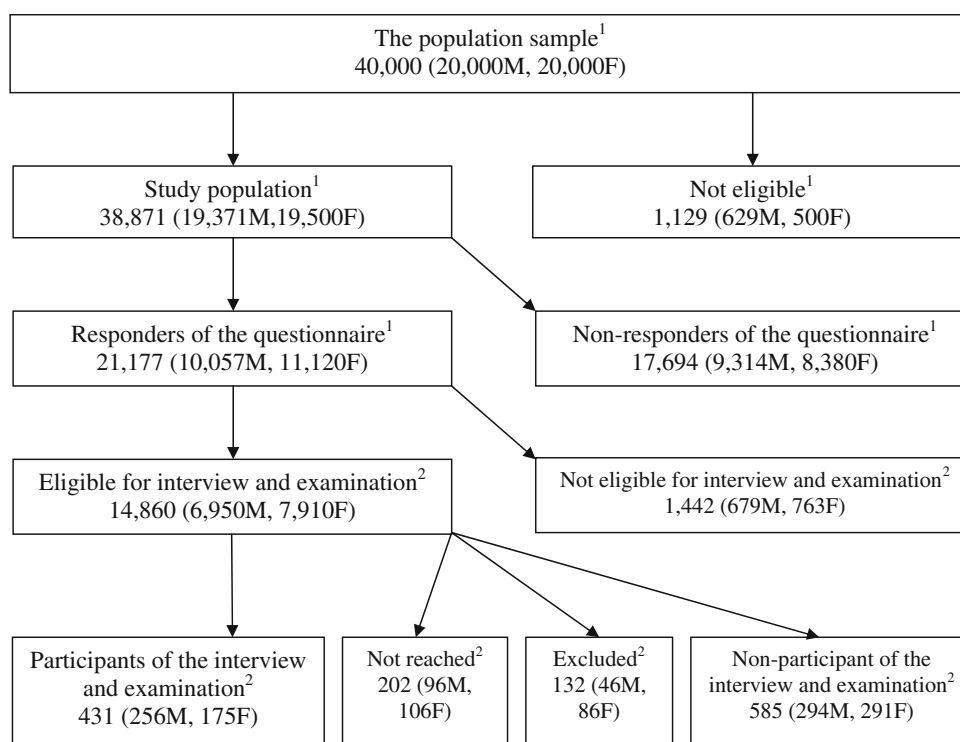 The population sample¹
40,000 (20,000M, 20,000F)
Study population¹
38,871 (19,371M,19,500F)
Not eligible¹
1,129 (629M, 500F)
Responders of the questionnaire¹
21,177 (10,057M, 11,120F)
Non-responders of the questionnaire¹
17,694 (9,314M, 8,380F)
Eligible for interview and examination²
14,860 (6,950M, 7,910F)
Not eligible for interview and examination²
1,442 (679M, 763F)
Participants of the interview
and examination²
431 (256M, 175F)
Not reached²
202 (96M,
106F)
Excluded²
132 (46M,
86F)
Non-participant of the
interview and examination²
585 (294M, 291F)